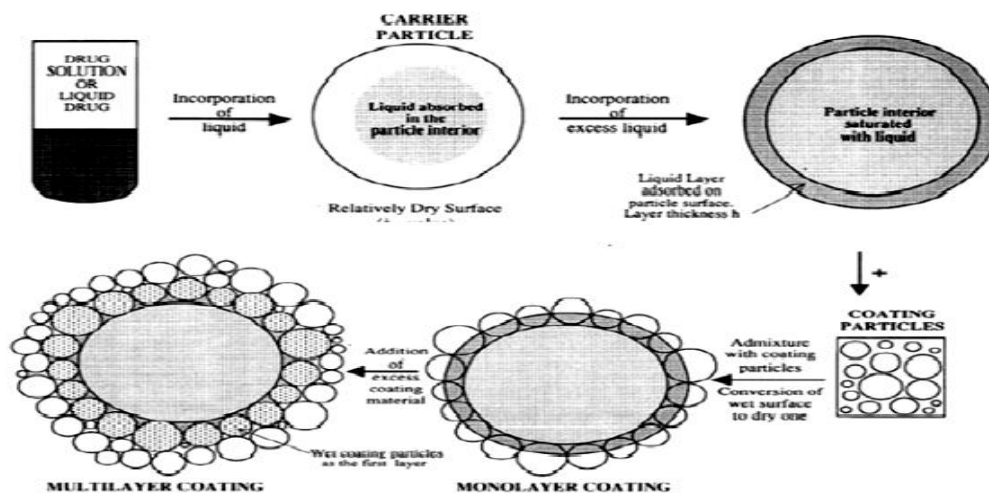 DRUG
SOLUTION
OR
LIQUID
DRUG
Incorporation
of
liquid
CARRIER
PARTICLE
Liquid absorbed
in the
particle interior
Relatively Dry Surface
Incorporation
of
excess liquid
Particle interior
saturated
with liquid
Liquid Layer
adsorbed on
particle surface.
Layer thickness h
+
COATING
PARTICLES
Admixture
with coating
particles
Conversion of
wet surface
to dry one
MONOLAYER COATING
Addition
of
excess
coating
material
Wet coating particles
as the first layer
MULTILAYER COATING